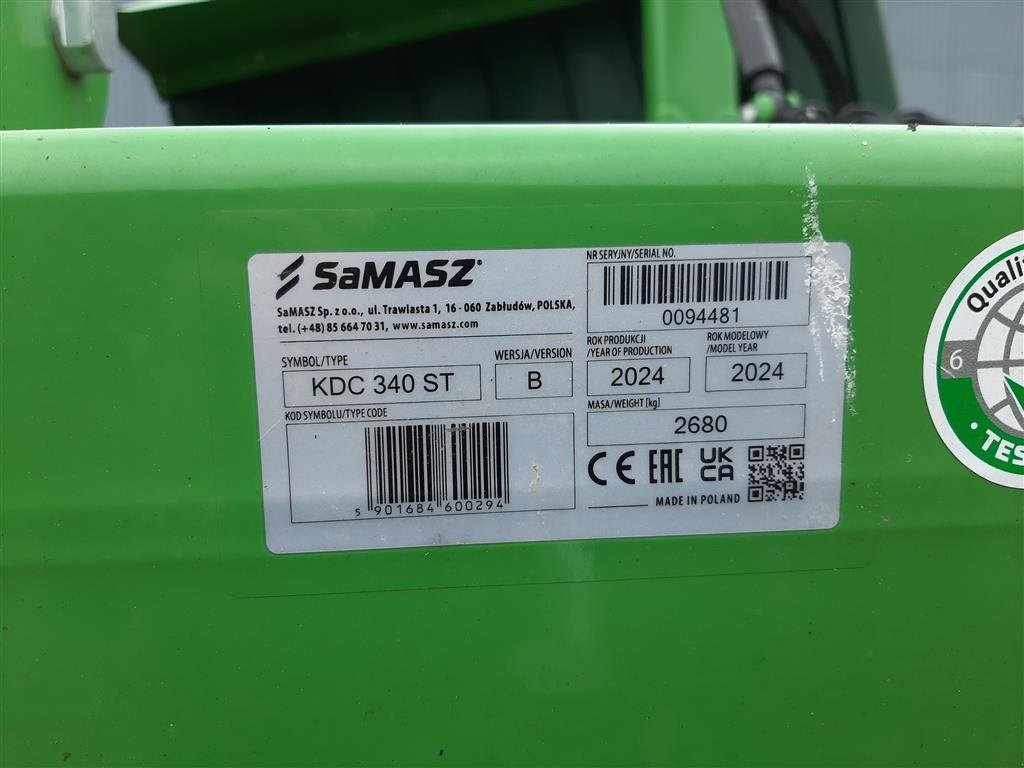 SaMASZ
SaMASZ Sp. z o.o., ul. Trawiasta 1, 16 - 060 Zabłudów, POLSKA,
tel. (+48) 85 664 70 31, www.samasz.com
SYMBOL/TYPE
KDC 340 ST
WERSJA/VERSION
B
KOD SYMBOLU/TYPE CODE
5 901684 600294
NR SERYJNY/SERIAL NO.
0094481
ROK PRODUKCJI
/YEAR OF PRODUCTION
2024
ROK MODELOWY
/MODEL YEAR
2024
MASA/WEIGHT [kg]
2680
CE EAC UK
CA
MADE IN POLAND
Qualit
6
• TES